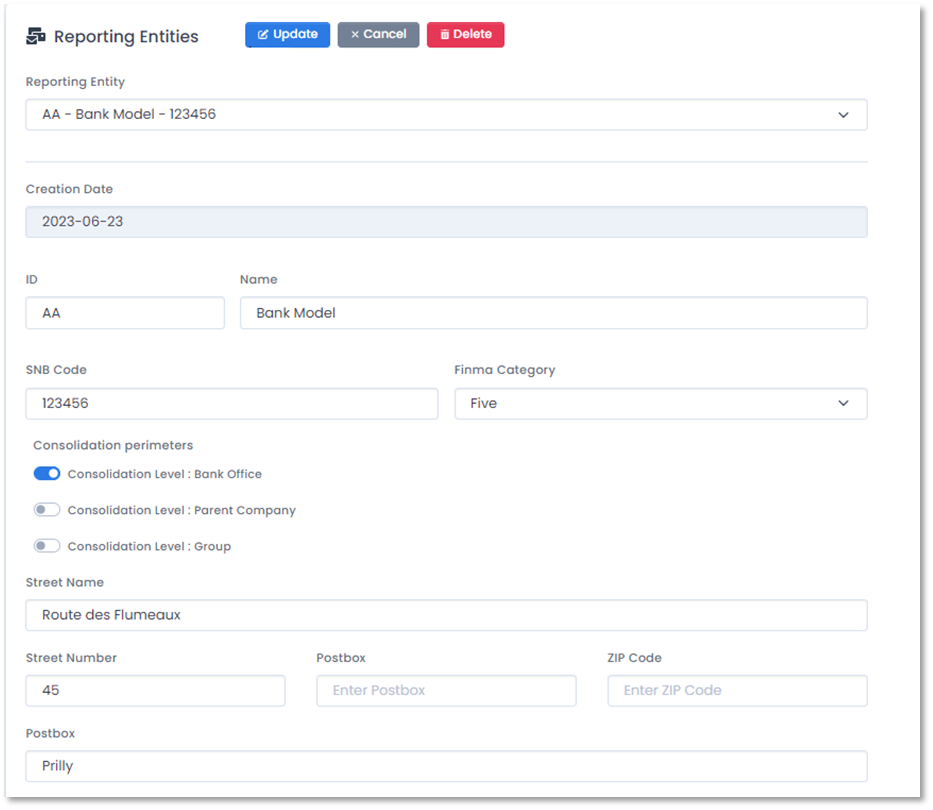 Reporting Entities Update Cancel Delete
Reporting Entity
AA - Bank Model - 123456
Creation Date
2023-06-23
ID Name
AA Bank Model
SNB Code Finma Category
123456 Five
Consolidation perimeters
Consolidation Level : Bank Office
Consolidation Level : Parent Company
Consolidation Level : Group
Street Name
Route des Flumeaux
Street Number Postbox ZIP Code
45 Enter Postbox Enter ZIP Code
Postbox
Prilly